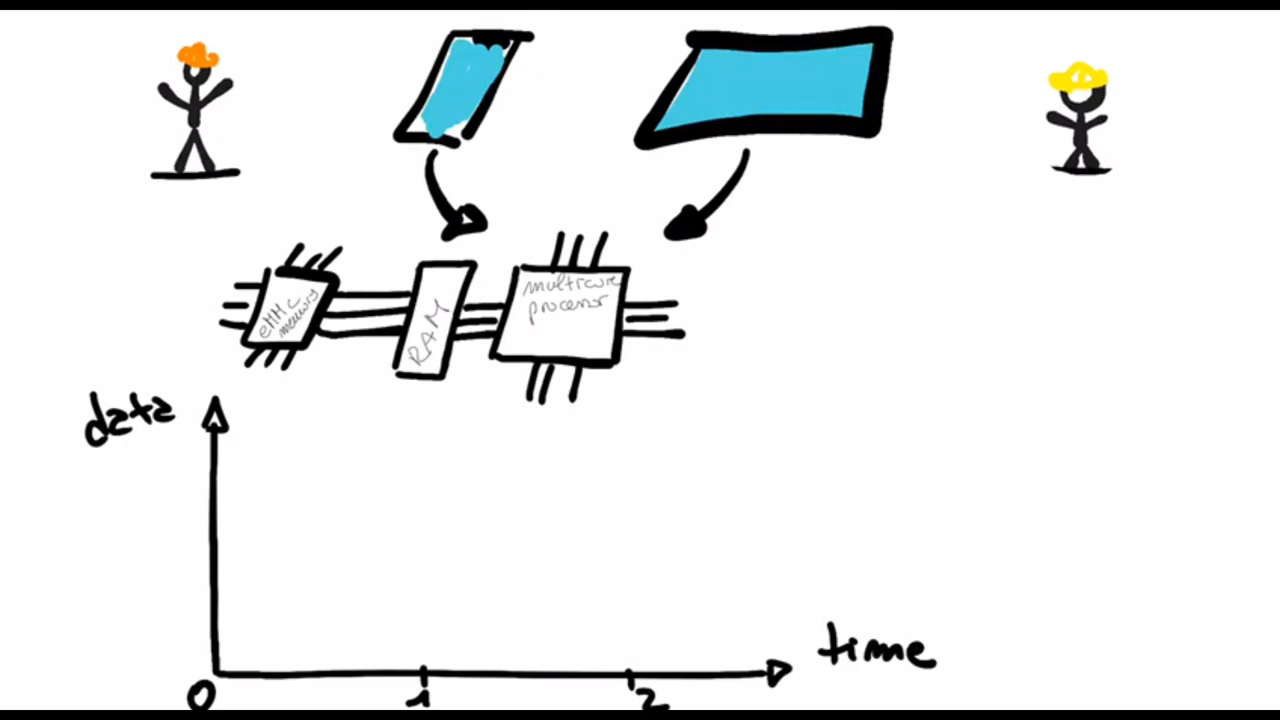 eMMc
memory
RAM
multicore
processor
data
time
0
1
2